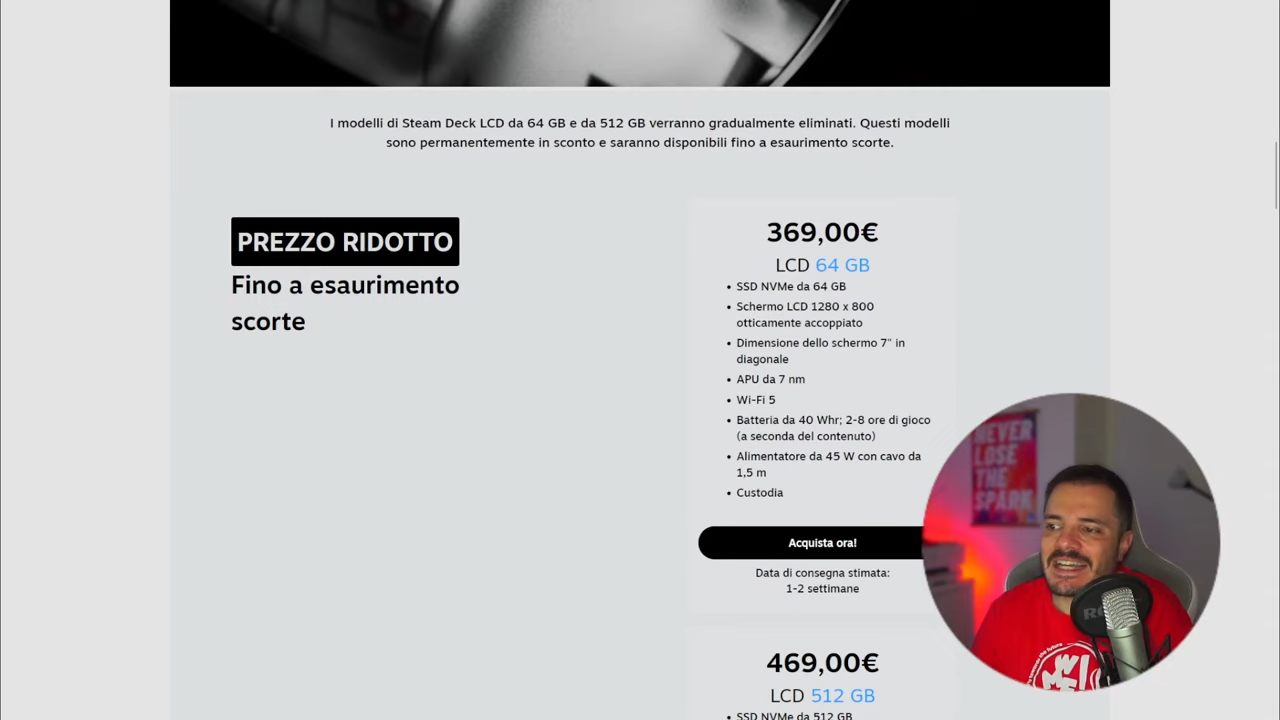 I modelli di Steam Deck LCD da 64 GB e da 512 GB verranno gradualmente eliminati. Questi modelli
sono permanentemente in sconto e saranno disponibili fino a esaurimento scorte.
PREZZO RIDOTTO
Fino a esaurimento
scorte
369,00€
LCD 64 GB
• SSD NVMe da 64 GB
• Schermo LCD 1280 x 800
otticamente accoppiato
• Dimensione dello schermo 7" in
diagonale
• APU da 7 nm
• Wi-Fi 5
• Batteria da 40 Whr; 2-8 ore di gioco
(a seconda del contenuto)
• Alimentatore da 45 W con cavo da
1,5 m
• Custodia
Acquista ora!
Data di consegna stimata:
1-2 settimane
469,00€
LCD 512 GB
• SSD NVMe da 512 GB
NEVER
LOSE
THE
SPARK